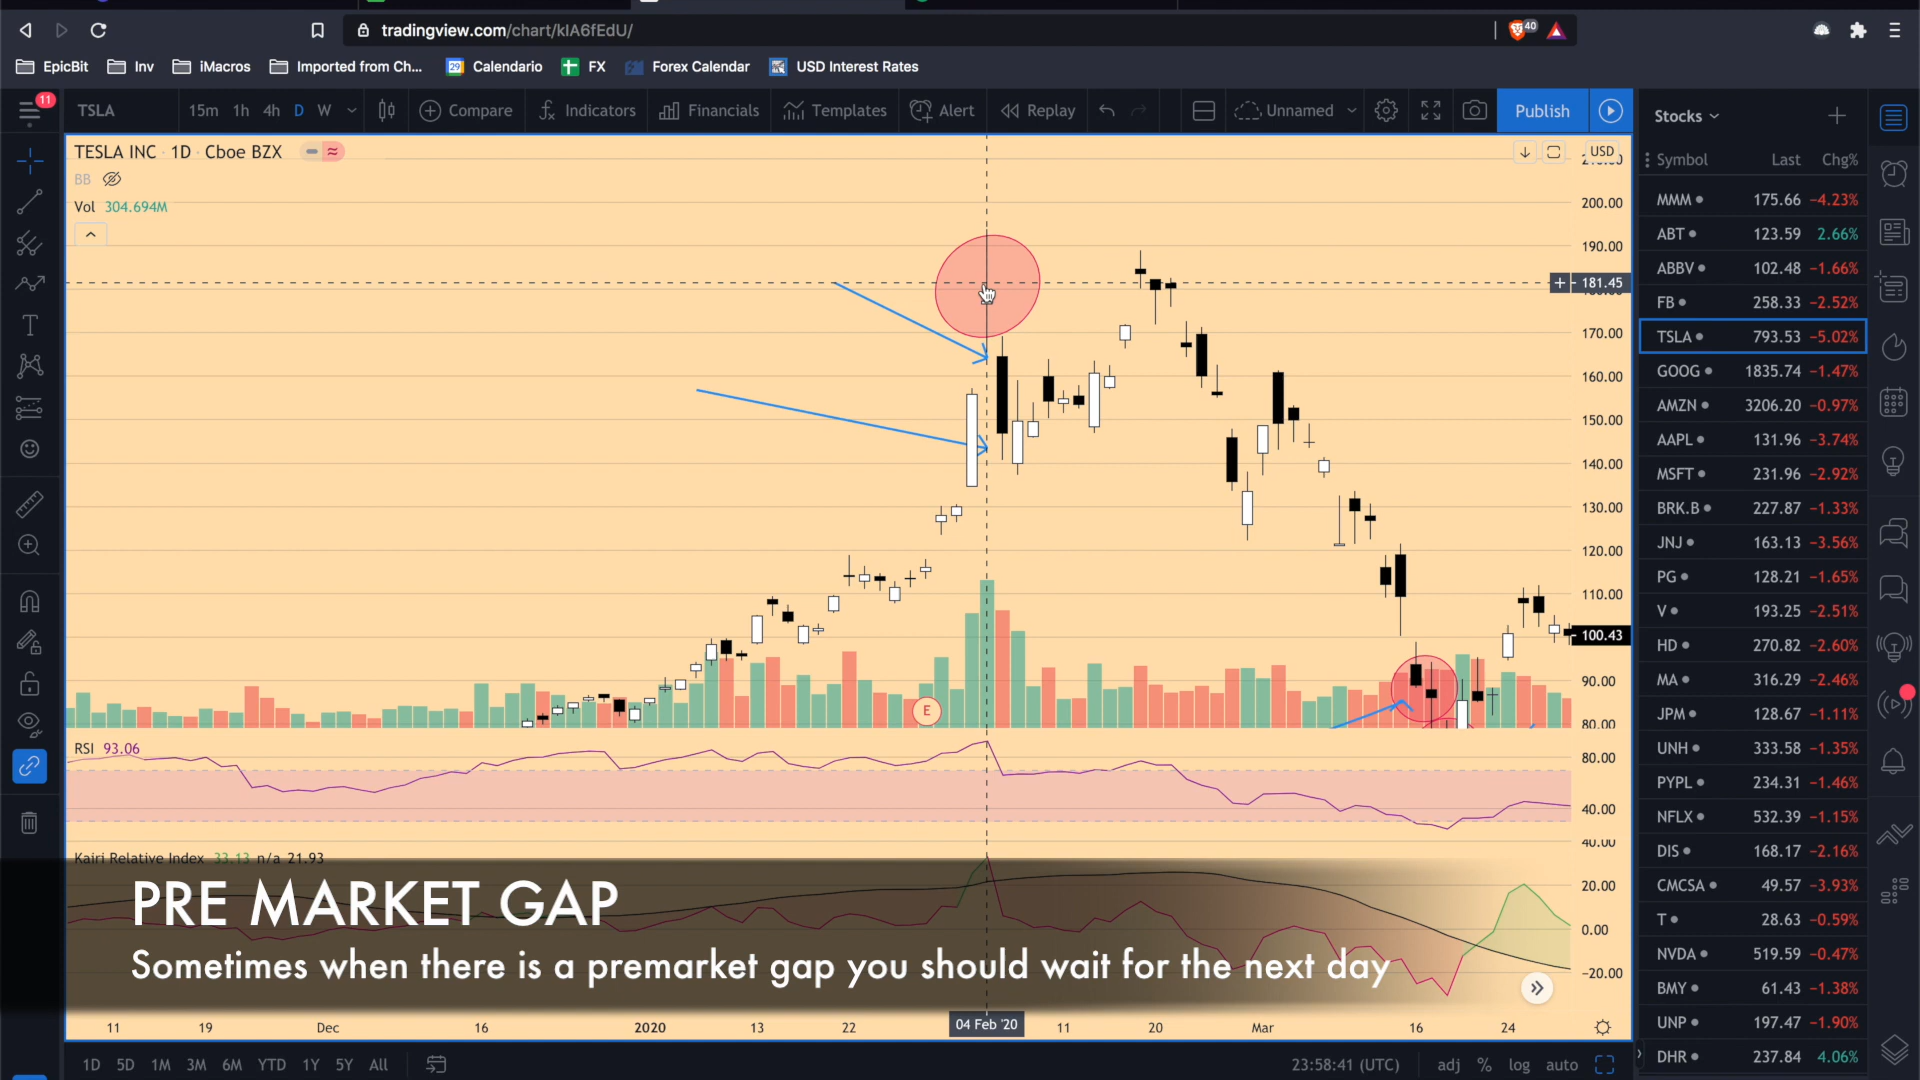 tradingview.com/chart/kIA6fEdU/
40
EpicBit
Inv
iMacros
Imported from Ch...
29
Calendario
FX
Forex Calendar
USD Interest Rates
11
TSLA
15m
1h
4h
D
W
Compare
Indicators
Financials
Templates
Alert
Replay
Unnamed
Publish
TESLA INC · 1D · Cboe BZX
BB
Vol 304.694M
USD
200.00
190.00
181.45
170.00
160.00
150.00
140.00
130.00
120.00
110.00
100.43
90.00
80.00
E
RSI 93.06
80.00
40.00
Kairi Relative Index 33.13 n/a 21.93
40.00
20.00
0.00
−20.00
PRE MARKET GAP
Sometimes when there is a premarket gap you should wait for the next day
11
19
Dec
16
2020
13
22
04 Feb '20
11
20
Mar
16
24
1D
5D
1M
3M
6M
YTD
1Y
5Y
All
23:58:41 (UTC)
adj
%
log
auto
Stocks
Symbol Last Chg%
MMM 175.66 −4.23%
ABT 123.59 2.66%
ABBV 102.48 −1.66%
FB 258.33 −2.52%
TSLA 793.53 −5.02%
GOOG 1835.74 −1.47%
AMZN 3206.20 −0.97%
AAPL 131.96 −3.74%
MSFT 231.96 −2.92%
BRK.B 227.87 −1.33%
JNJ 163.13 −3.56%
PG 128.21 −1.65%
V 193.25 −2.51%
HD 270.82 −2.60%
MA 316.29 −2.46%
JPM 128.67 −1.11%
UNH 333.58 −1.35%
PYPL 234.31 −1.46%
NFLX 532.39 −1.15%
DIS 168.17 −2.16%
CMCSA 49.57 −3.93%
T 28.63 −0.59%
NVDA 519.59 −0.47%
BMY 61.43 −1.38%
UNP 197.47 −1.90%
DHR 237.84 4.06%